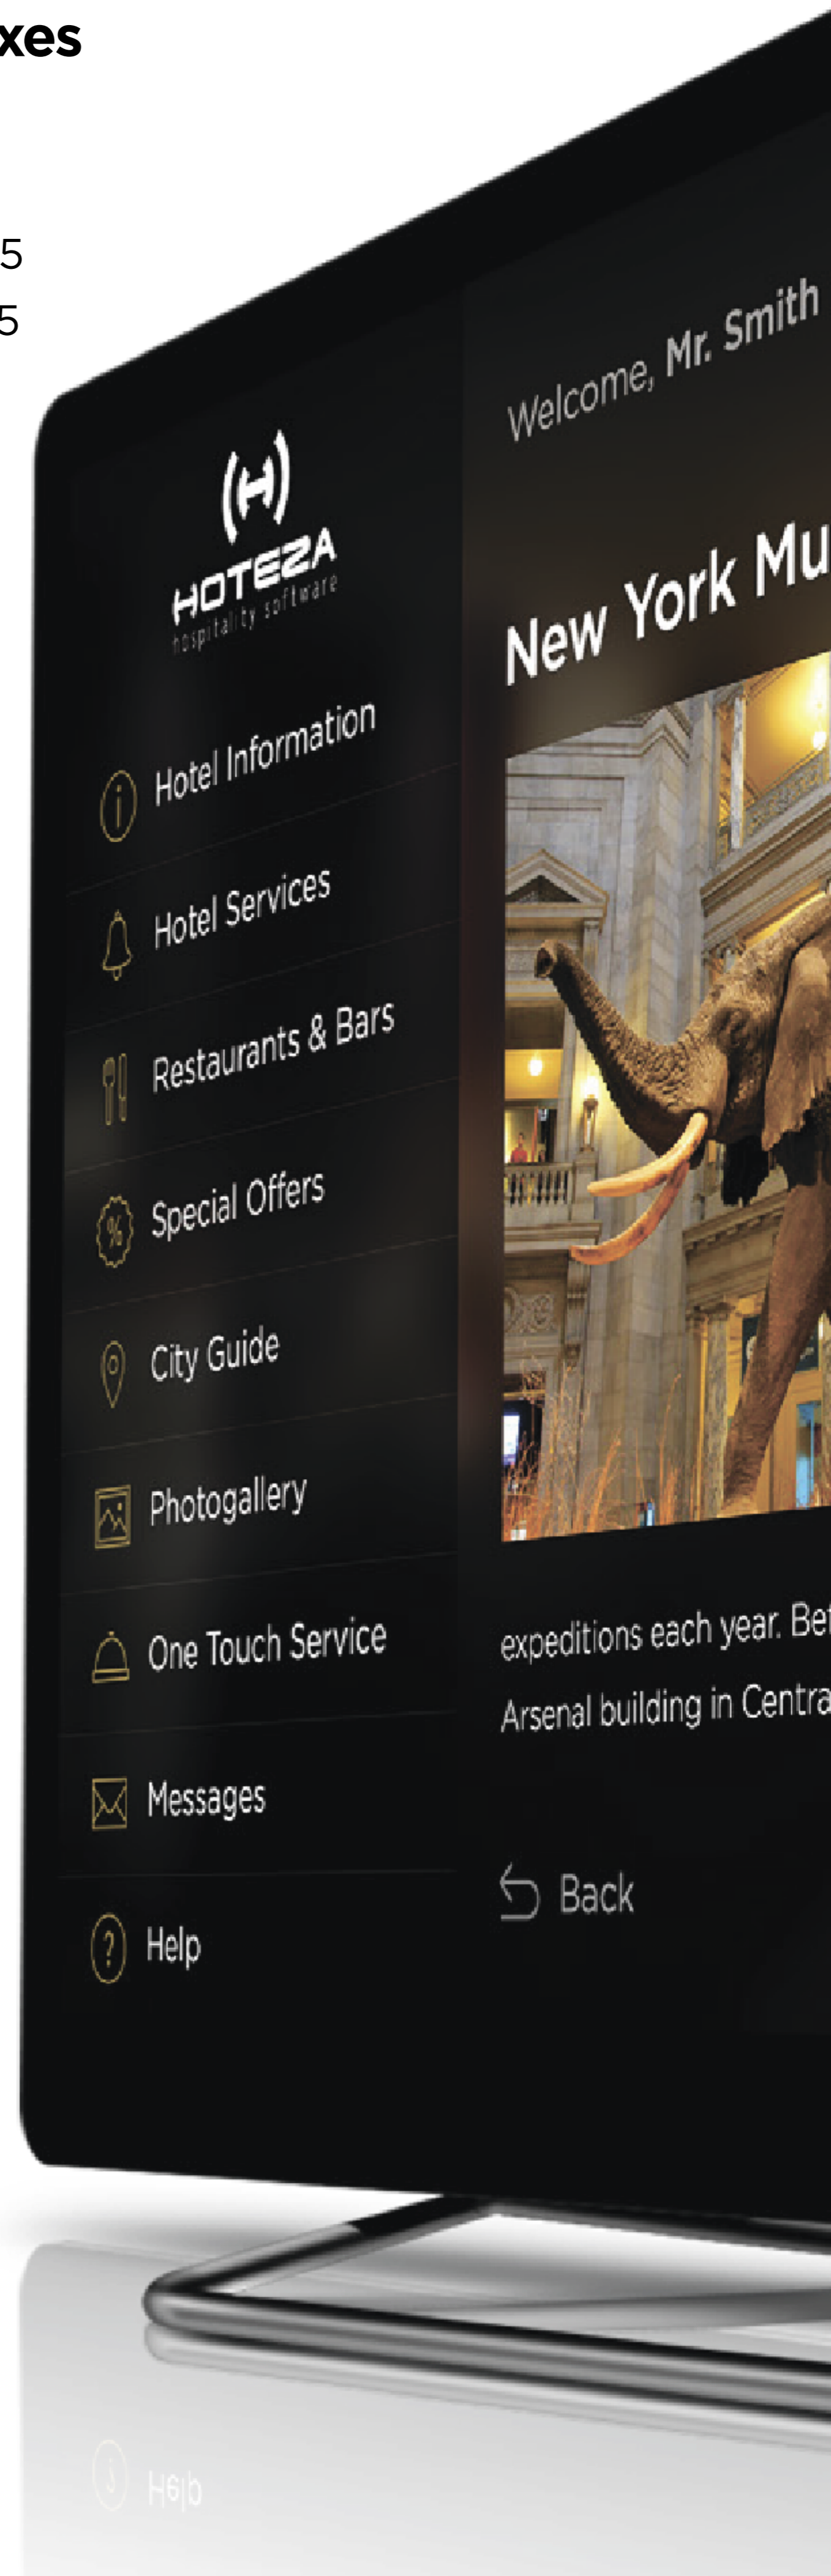 xes
5
5
Welcome, Mr. Smith
New York Mu
HOTEZA
hospitality software
Hotel Information
Hotel Services
Restaurants & Bars
Special Offers
City Guide
Photogallery
One Touch Service
Messages
Help
expeditions each year. Bef
Arsenal building in Centra
Back
Help